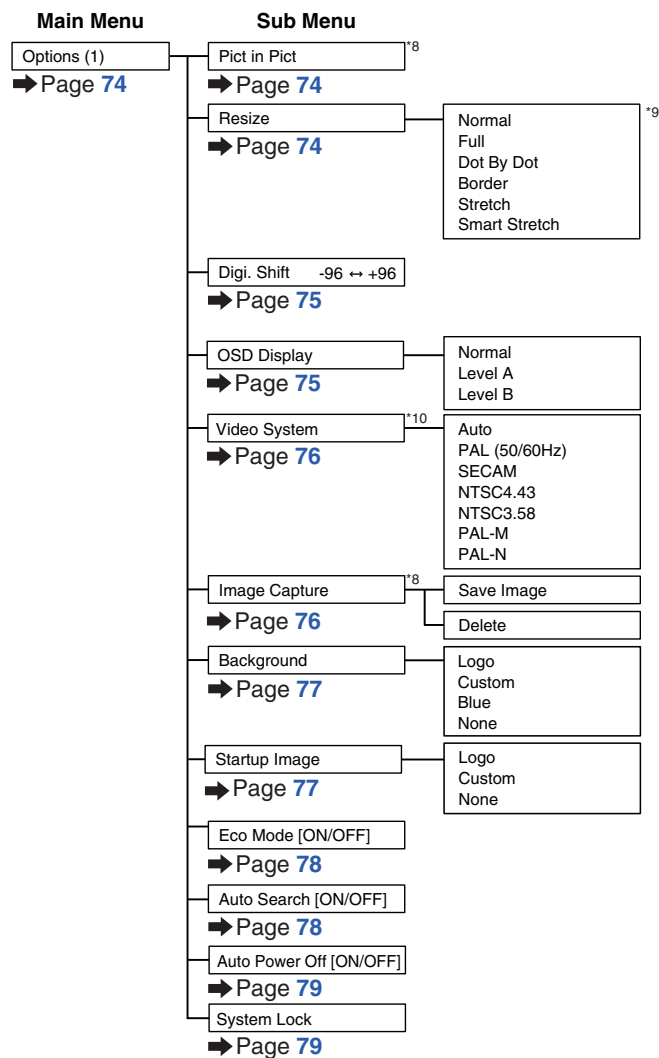 Main Menu Sub Menu
Options (1)
➡ Page 74
Pict in Pict *8
➡ Page 74
Resize
➡ Page 74
Normal *9
Full
Dot By Dot
Border
Stretch
Smart Stretch
Digi. Shift -96 ↔ +96
➡ Page 75
OSD Display
➡ Page 75
Normal
Level A
Level B
Video System *10
➡ Page 76
Auto
PAL (50/60Hz)
SECAM
NTSC4.43
NTSC3.58
PAL-M
PAL-N
Image Capture *8
➡ Page 76
Save Image
Delete
Background
➡ Page 77
Logo
Custom
Blue
None
Startup Image
➡ Page 77
Logo
Custom
None
Eco Mode [ON/OFF]
➡ Page 78
Auto Search [ON/OFF]
➡ Page 78
Auto Power Off [ON/OFF]
➡ Page 79
System Lock
➡ Page 79